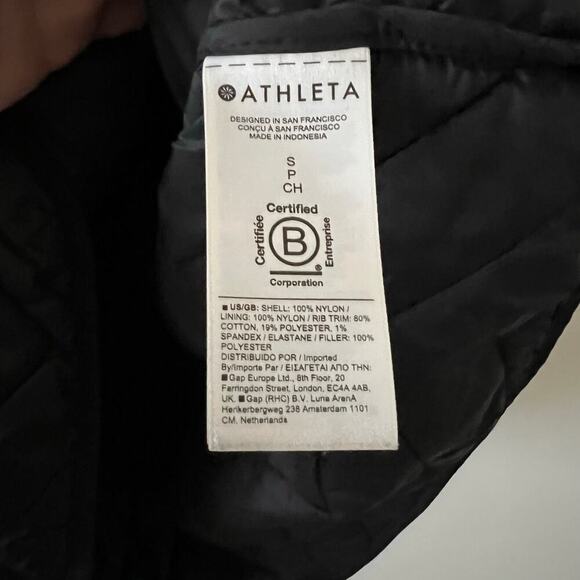 ATHLETA
DESIGNED IN SAN FRANCISCO
CONÇU À SAN FRANCISCO
MADE IN INDONESIA
S
P
CH
Certified
Certifiée
B
Entreprise
®
Corporation
■ US/GB: SHELL: 100% NYLON /
LINING: 100% NYLON / RIB TRIM: 80%
COTTON, 19% POLYESTER, 1%
SPANDEX / ELASTANE / FILLER: 100%
POLYESTER
DISTRIBUIDO POR / Imported
By/Importe Par / ΕΙΣΑΓΕΤΑΙ ΑΠΟ ΤΗΝ:
■ Gap Europe Ltd., 8th Floor, 20
Farringdon Street, London, EC4A 4AB,
UK. ■ Gap (RHC) B.V. Luna ArenA
Herikerbergweg 238 Amsterdam 1101
CM, Netherlands